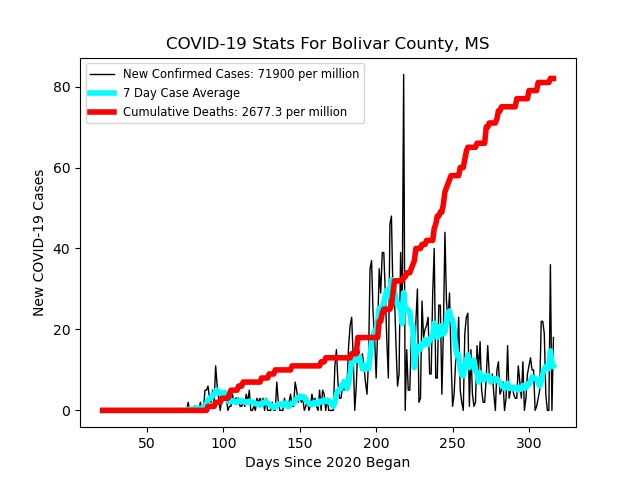 COVID-19 Stats For Bolivar County, MS
New Confirmed Cases: 71900 per million
7 Day Case Average
Cumulative Deaths: 2677.3 per million
New COVID-19 Cases
80
60
40
20
0
50 100 150 200 250 300
Days Since 2020 Began